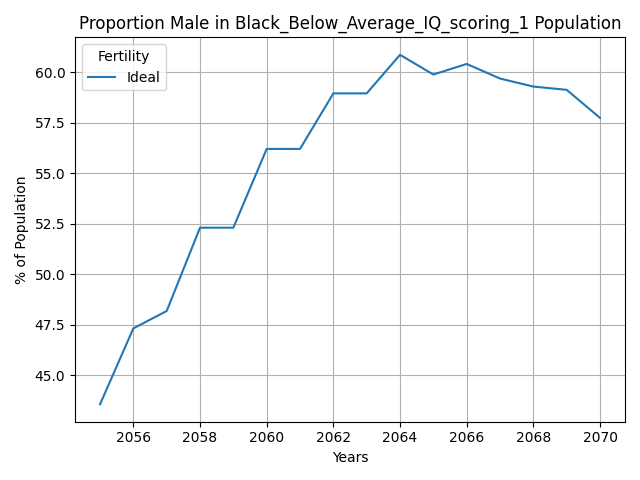 Proportion Male in Black_Below_Average_IQ_scoring_1 Population
Fertility
Ideal
% of Population
60.0
57.5
55.0
52.5
50.0
47.5
45.0
2056 2058 2060 2062 2064 2066 2068 2070
Years